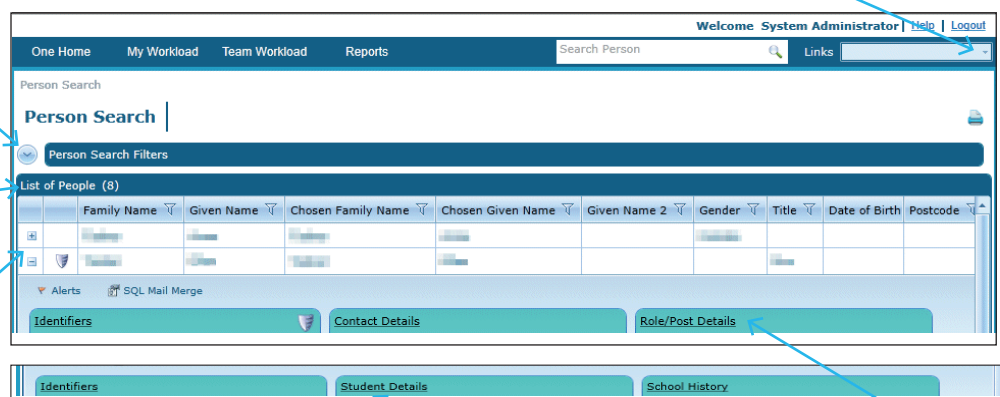 Welcome System Administrator | Help | Logout
One Home My Workload Team Workload Reports Search Person Links
Person Search
Person Search
Person Search Filters
List of People (8)
Family Name Given Name Chosen Family Name Chosen Given Name Given Name 2 Gender Title Date of Birth Postcode
Alerts SQL Mail Merge
Identifiers Contact Details Role/Post Details
Identifiers Student Details School History